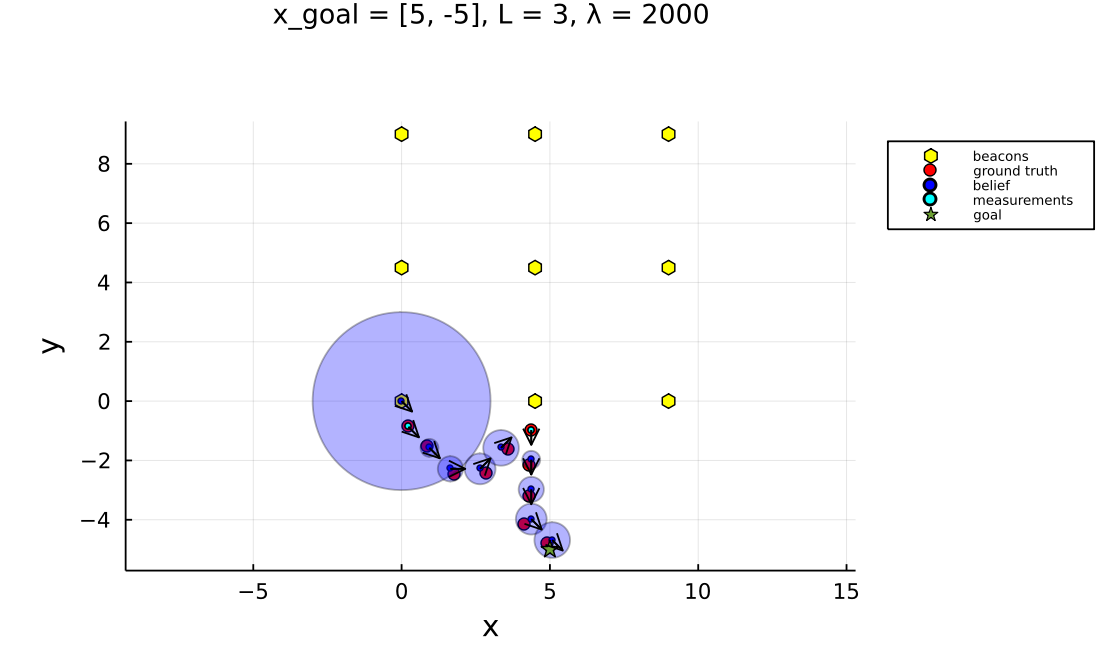 x_goal = [5, -5], L = 3, λ = 2000
beacons
ground truth
belief
measurements
goal
8
6
4
2
0
−2
−4
y
−5
0
5
10
15
x